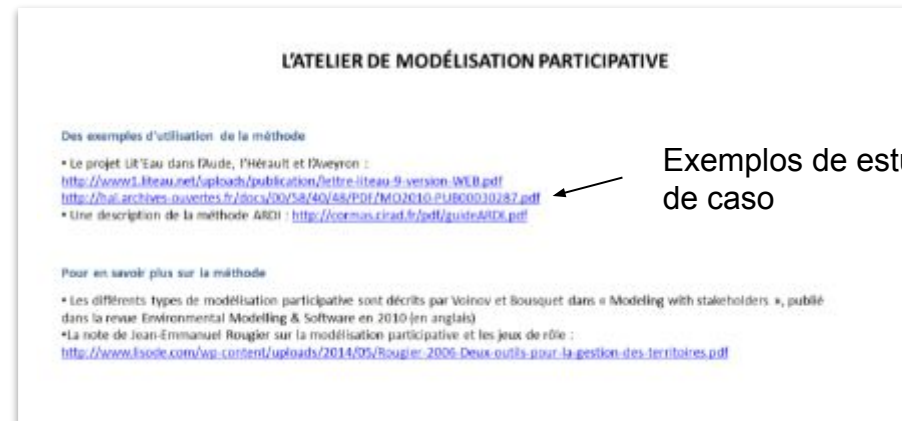 L'ATELIER DE MODÉLISATION PARTICIPATIVE
Des exemples d'utilisation de la méthode
• Le projet Lit'Eau dans l'Aude, l'Hérault et l'Aveyron :
http://www1.liteau.net/uploads/publication/lettre-liteau-9-version-WEB.pdf
http://hal.archives-ouvertes.fr/docs/00/58/40/48/PDF/MO2010-PUB00030287.pdf
• Une description de la méthode ARDI : http://cormas.cirad.fr/pdf/guideARDI.pdf
Exemplos de estu
de caso
Pour en savoir plus sur la méthode
• Les différents types de modélisation participative sont décrits par Voinov et Bousquet dans « Modeling with stakeholders », publié
dans la revue Environmental Modelling & Software en 2010 (en anglais)
•La note de Jean-Emmanuel Rougier sur la modélisation participative et les jeux de rôle :
http://www.lisode.com/wp-content/uploads/2014/05/Rougier_2006-Deux-outils-pour-la-gestion-des-territoires.pdf